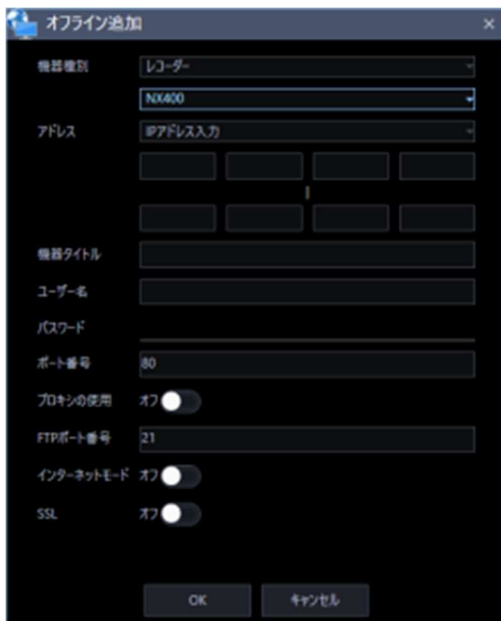 オフライン追加 ×
機器種別 レコーダー
NX400
アドレス IPアドレス入力
機器タイトル
ユーザー名
パスワード
ポート番号 80
プロキシの使用 オフ
FTPポート番号 21
インターネットモード オフ
SSL オフ
OK キャンセル